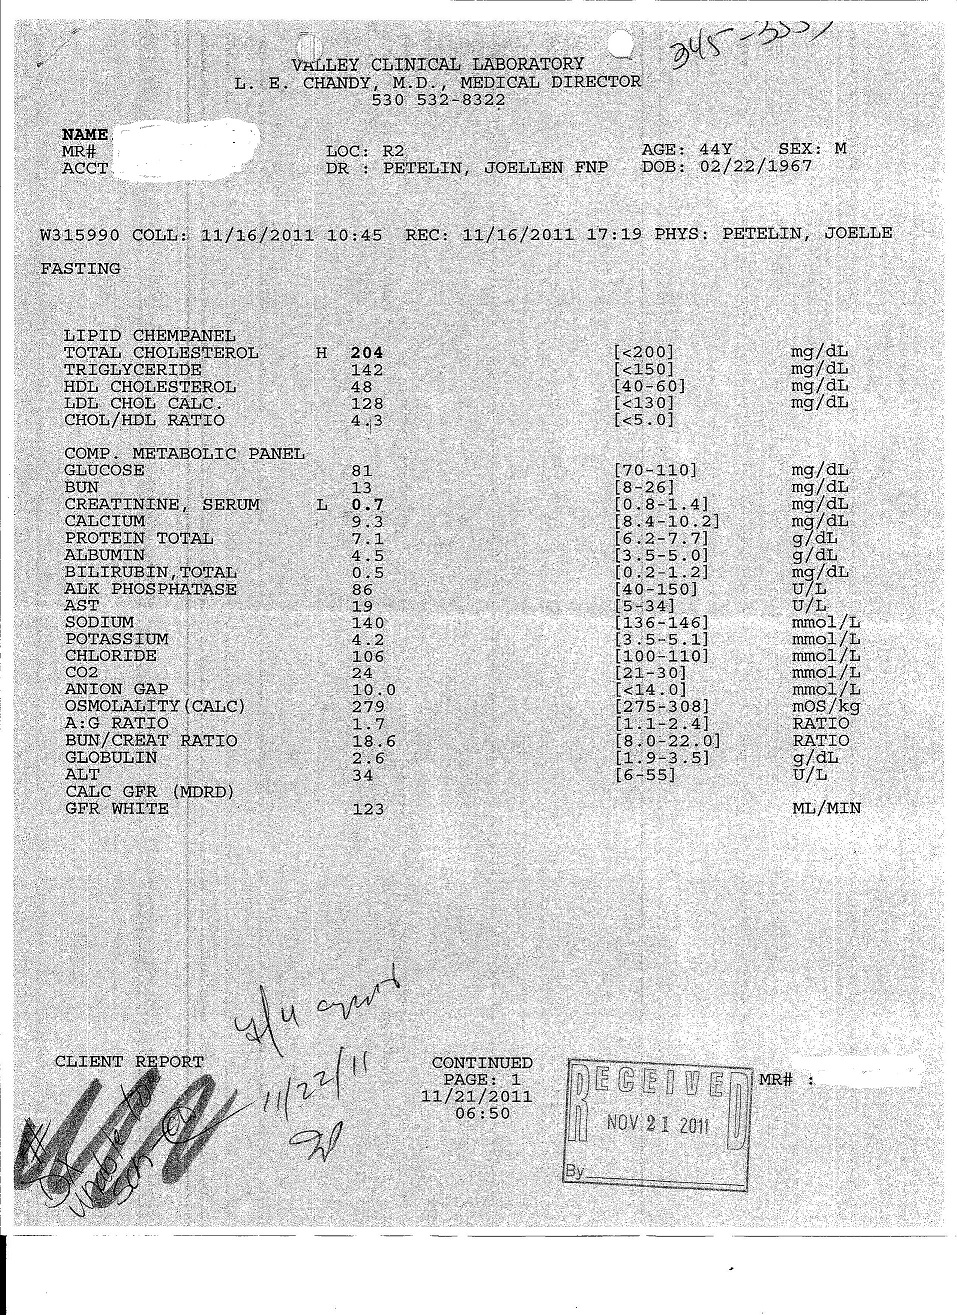 345-555
VALLEY CLINICAL LABORATORY
L. E. CHANDY, M.D., MEDICAL DIRECTOR
530 532-8322
NAME
MR# LOC: R2 AGE: 44Y SEX: M
ACCT DR : PETELIN, JOELLEN FNP DOB: 02/22/1967
W315990 COLL: 11/16/2011 10:45 REC: 11/16/2011 17:19 PHYS: PETELIN, JOELLE
FASTING
LIPID CHEMPANEL
TOTAL CHOLESTEROL H 204 [<200] mg/dL
TRIGLYCERIDE 142 [<150] mg/dL
HDL CHOLESTEROL 48 [40-60] mg/dL
LDL CHOL CALC. 128 [<130] mg/dL
CHOL/HDL RATIO 4.3 [<5.0]
COMP. METABOLIC PANEL
GLUCOSE 81 [70-110] mg/dL
BUN 13 [8-26] mg/dL
CREATININE, SERUM L 0.7 [0.8-1.4] mg/dL
CALCIUM 9.3 [8.4-10.2] mg/dL
PROTEIN TOTAL 7.1 [6.2-7.7] g/dL
ALBUMIN 4.5 [3.5-5.0] g/dL
BILIRUBIN,TOTAL 0.5 [0.2-1.2] mg/dL
ALK PHOSPHATASE 86 [40-150] U/L
AST 19 [5-34] U/L
SODIUM 140 [136-146] mmol/L
POTASSIUM 4.2 [3.5-5.1] mmol/L
CHLORIDE 106 [100-110] mmol/L
CO2 24 [21-30] mmol/L
ANION GAP 10.0 [<14.0] mmol/L
OSMOLALITY(CALC) 279 [275-308] mOS/kg
A:G RATIO 1.7 [1.1-2.4] RATIO
BUN/CREAT RATIO 18.6 [8.0-22.0] RATIO
GLOBULIN 2.6 [1.9-3.5] g/dL
ALT 34 [6-55] U/L
CALC GFR (MDRD)
GFR WHITE 123 ML/MIN
CLIENT REPORT
11/22/11
CONTINUED
PAGE: 1
11/21/2011
06:50
RECEIVED
NOV 21 2011
By
MR# :